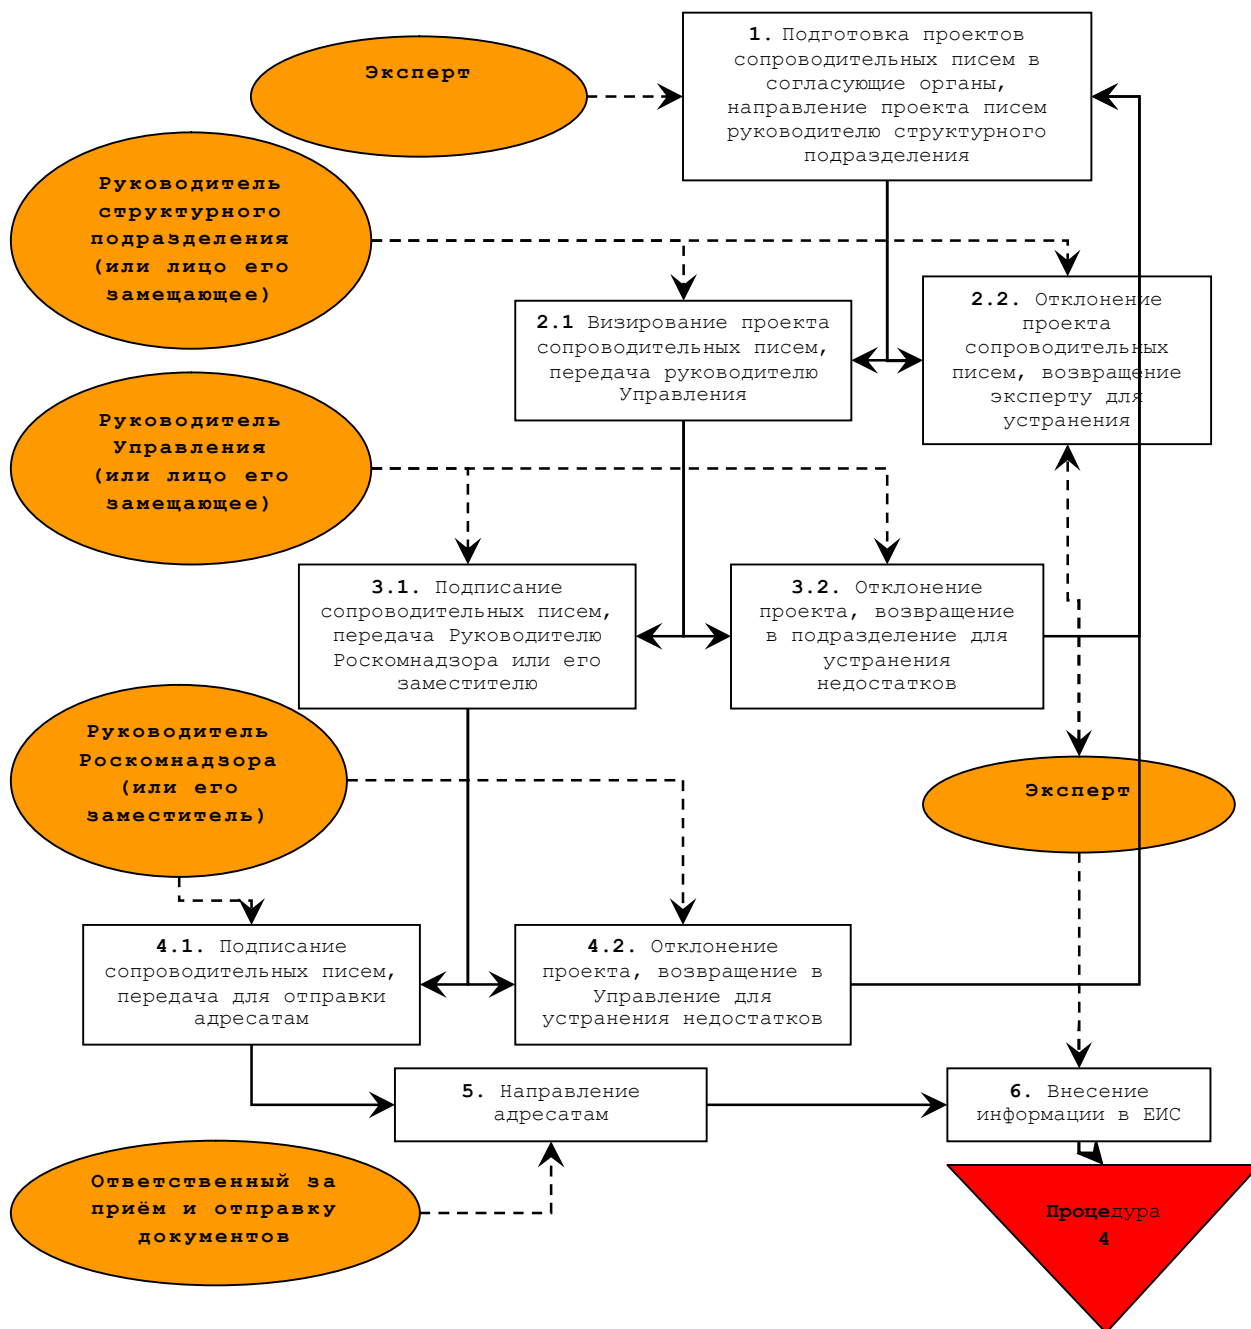 Эксперт
1. Подготовка проектов
сопроводительных писем в
согласующие органы,
направление проекта писем
руководителю структурного
подразделения
Руководитель
структурного
подразделения
(или лицо его
замещающее)
2.1 Визирование проекта
сопроводительных писем,
передача руководителю
Управления
2.2. Отклонение
проекта
сопроводительных
писем, возвращение
эксперту для
устранения
Руководитель
Управления
(или лицо его
замещающее)
3.1. Подписание
сопроводительных писем,
передача Руководителю
Роскомнадзора или его
заместителю
3.2. Отклонение
проекта, возвращение
в подразделение для
устранения
недостатков
Руководитель
Роскомнадзора
(или его
заместитель)
Эксперт
4.1. Подписание
сопроводительных писем,
передача для отправки
адресатам
4.2. Отклонение
проекта, возвращение в
Управление для
устранения недостатков
5. Направление
адресатам
6. Внесение
информации в ЕИС
Ответственный за
приём и отправку
документов
Процедура
4